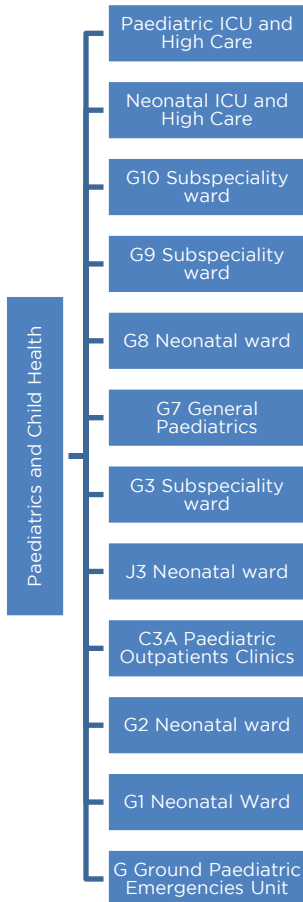 Paediatrics and Child Health
Paediatric ICU and
High Care
Neonatal ICU and
High Care
G10 Subspeciality
ward
G9 Subspeciality
ward
G8 Neonatal ward
G7 General
Paediatrics
G3 Subspeciality
ward
J3 Neonatal ward
C3A Paediatric
Outpatients Clinics
G2 Neonatal ward
G1 Neonatal Ward
G Ground Paediatric
Emergencies Unit